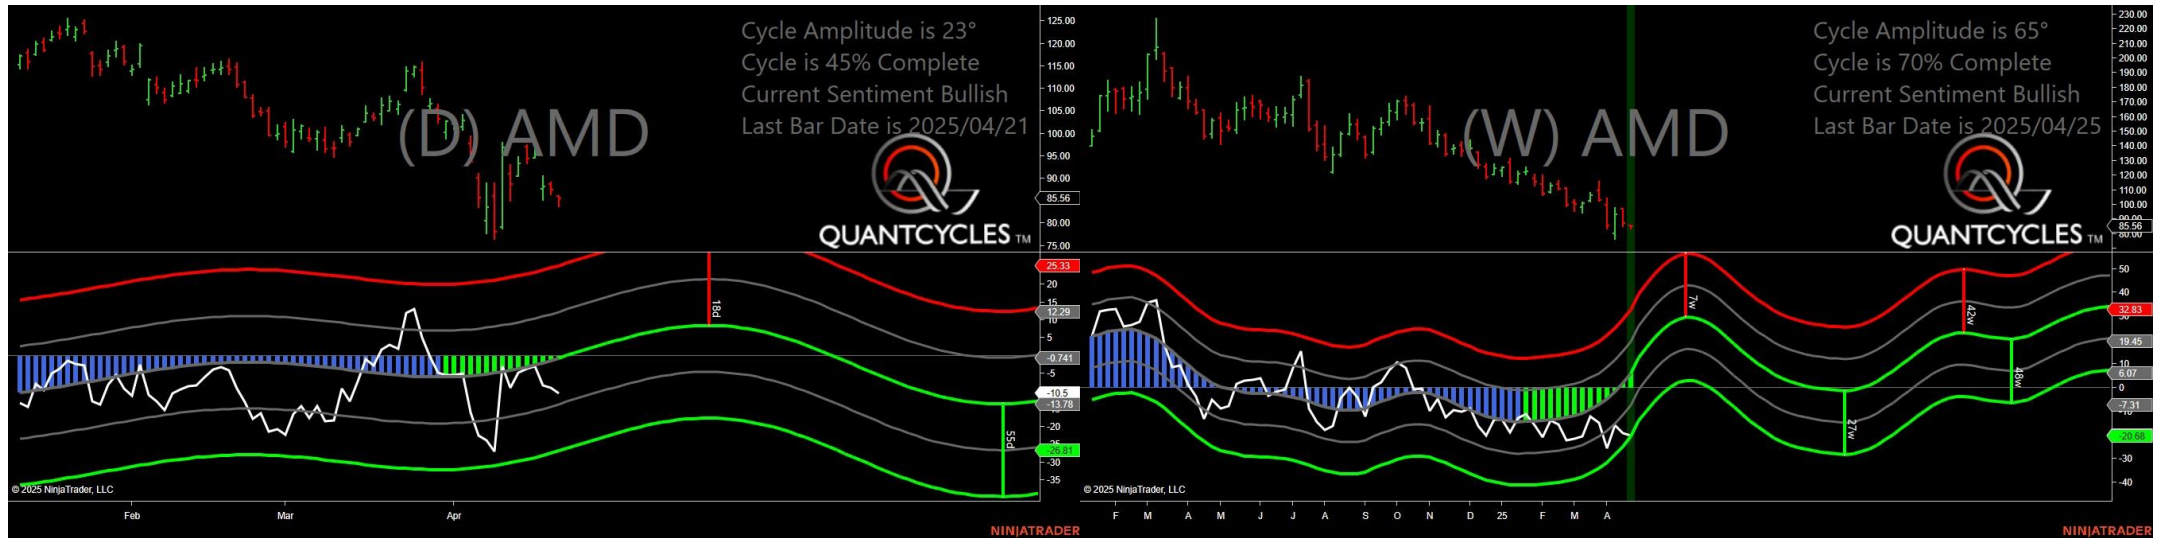 Cycle Amplitude is 23°
Cycle is 45% Complete
Current Sentiment Bullish
Last Bar Date is 2025/04/21
(D) AMD
QUANTCYCLES TM
125.00
120.00
115.00
110.00
105.00
100.00
95.00
90.00
85.56
80.00
75.00
25.33
20
15
12.29
10
5
-0.741
-5
-10.5
-13.78
-20
-26.81
-30
-35
18d
55d
© 2025 NinjaTrader, LLC
Feb Mar Apr
NINJATRADER
Cycle Amplitude is 65°
Cycle is 70% Complete
Current Sentiment Bullish
Last Bar Date is 2025/04/25
(W) AMD
QUANTCYCLES TM
230.00
220.00
210.00
200.00
190.00
180.00
170.00
160.00
150.00
140.00
130.00
120.00
110.00
100.00
90.00
85.56
80.00
50
40
32.83
30
19.45
10
6.07
0
-7.31
-10
-20.68
-30
-40
7w
27w
42w
48w
© 2025 NinjaTrader, LLC
F M A M J J A S O N D 25 F M A
NINJATRADER